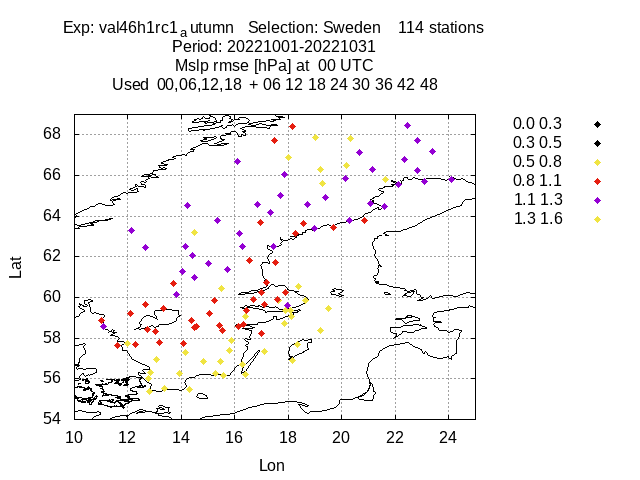 Exp: val46h1rc1autumn Selection: Sweden 114 stations
Period: 20221001-20221031
Mslp rmse [hPa] at 00 UTC
Used 00,06,12,18 + 06 12 18 24 30 36 42 48
0.0 0.3
0.3 0.5
0.5 0.8
0.8 1.1
1.1 1.3
1.3 1.6
Lat
68
66
64
62
60
58
56
54
10 12 14 16 18 20 22 24
Lon